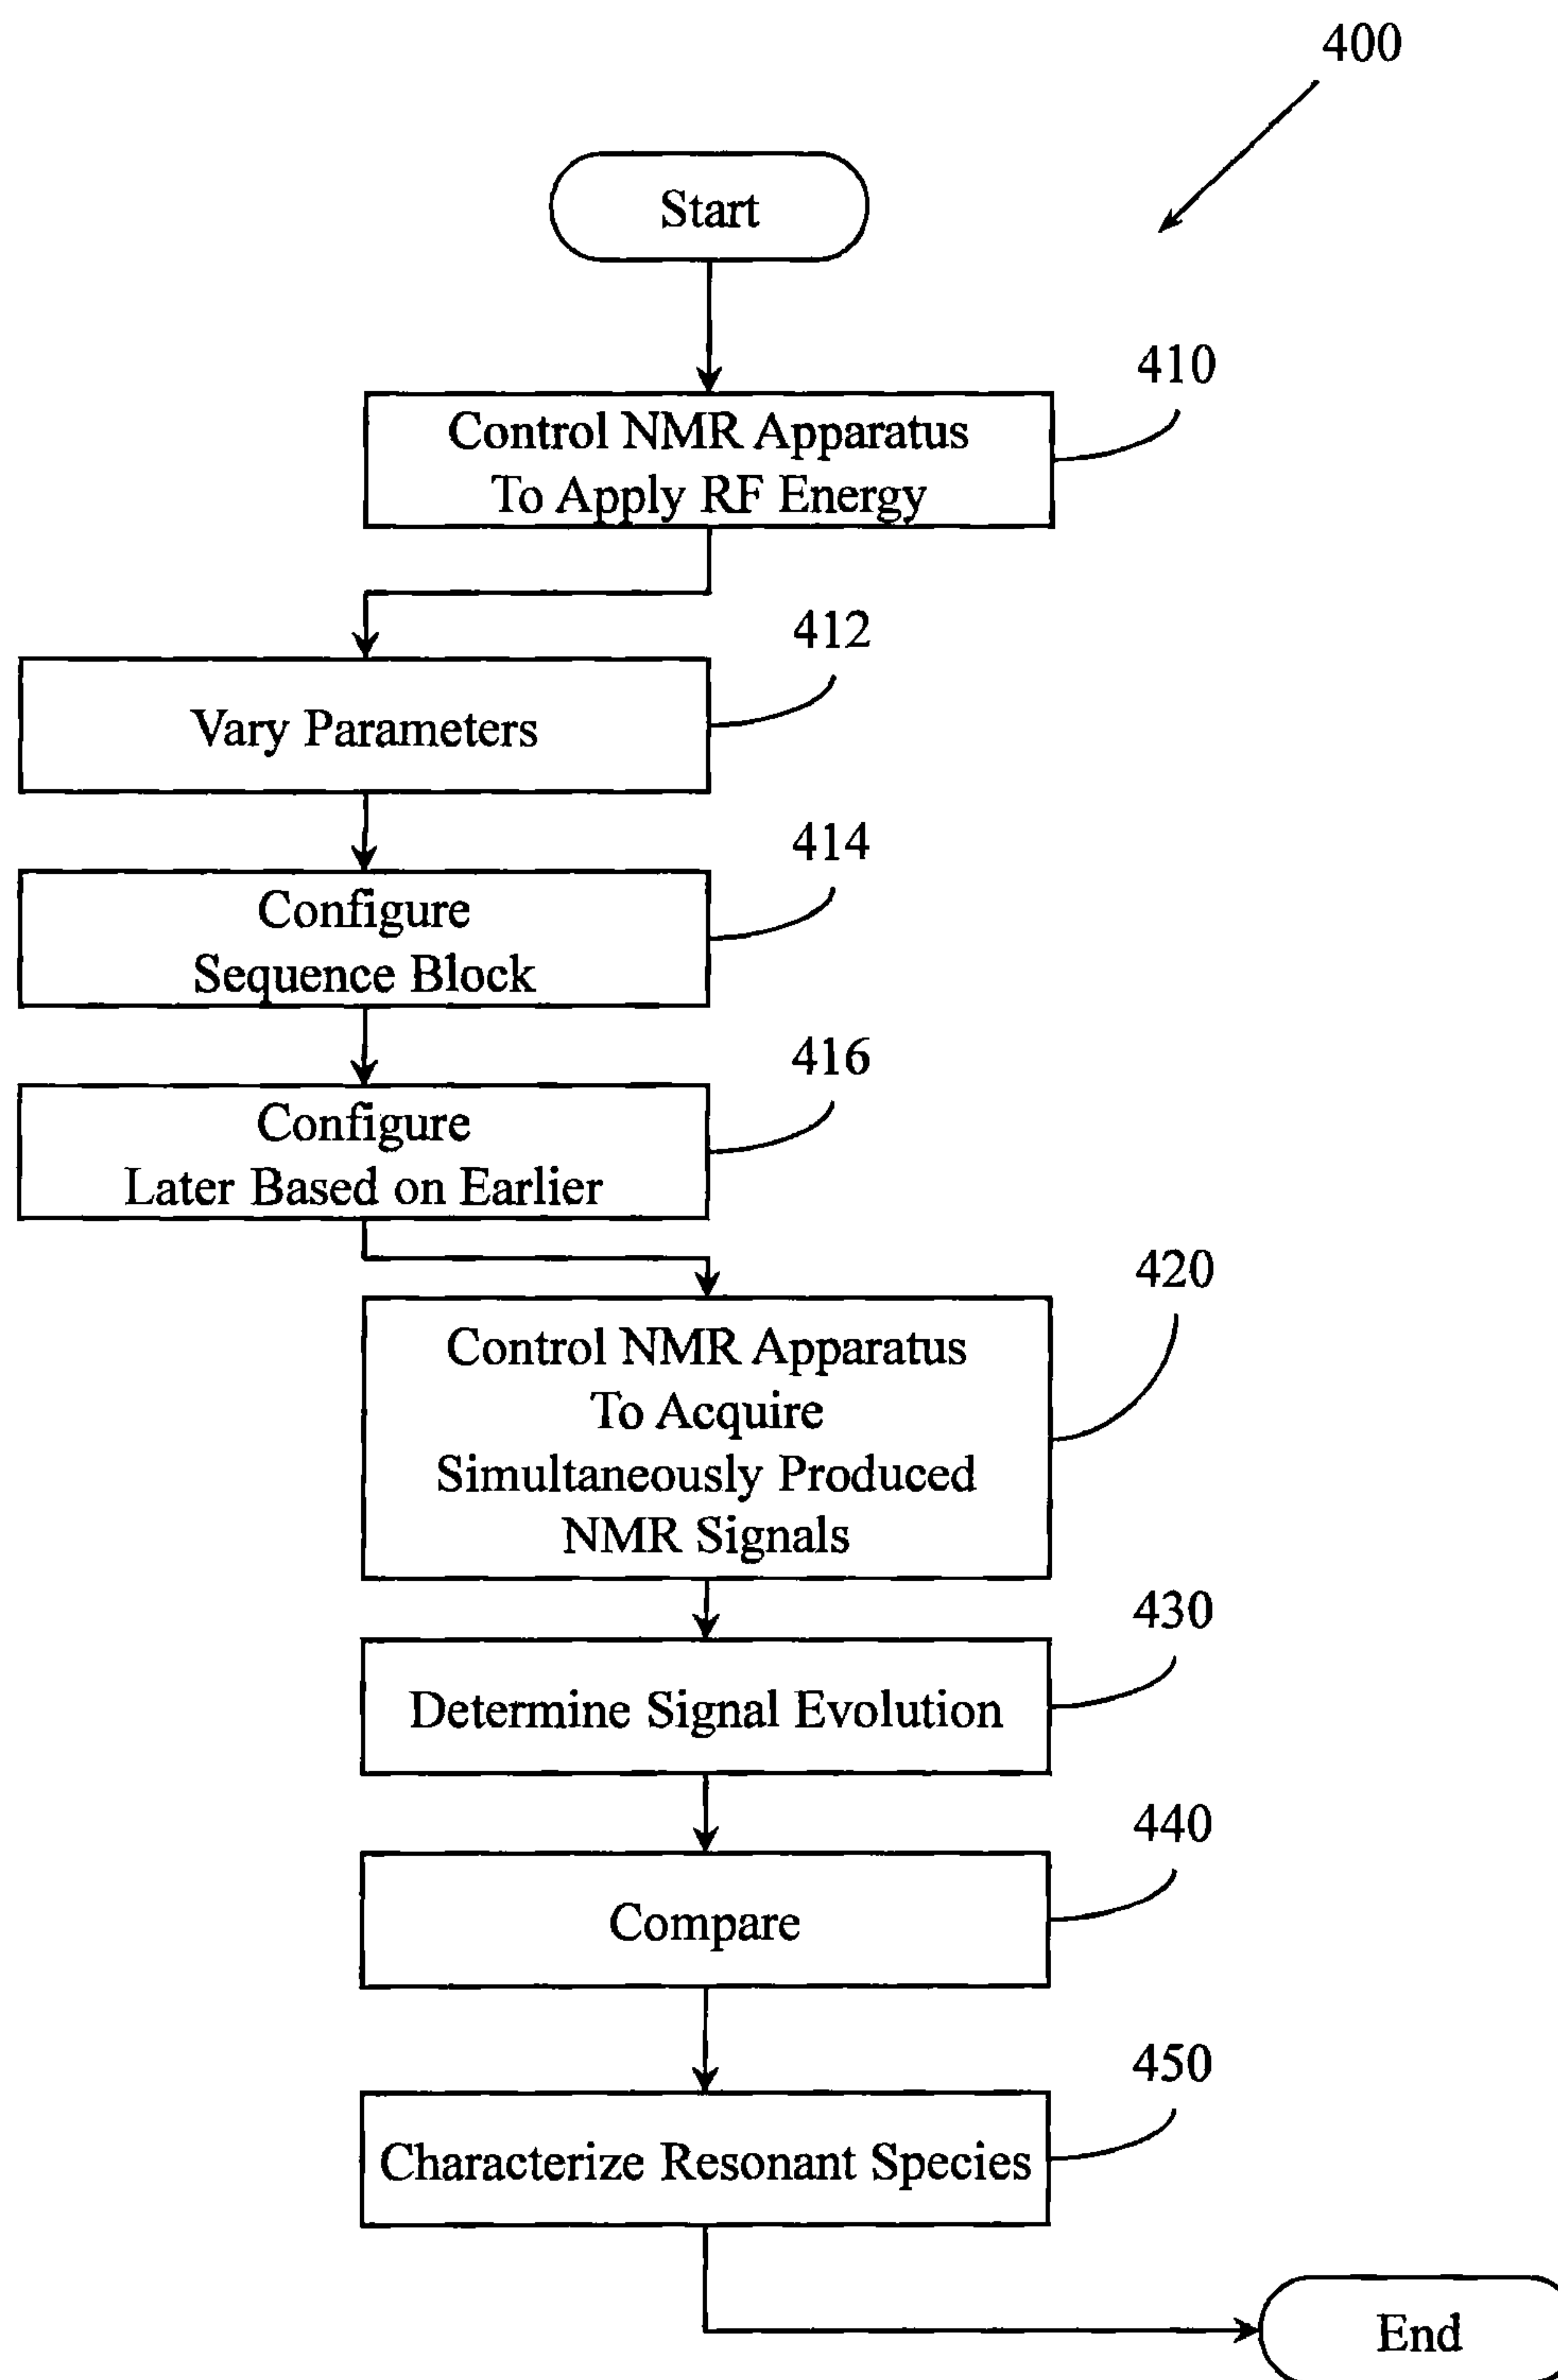 400
Start
410
Control NMR Apparatus
To Apply RF Energy
412
Vary Parameters
414
Configure
Sequence Block
416
Configure
Later Based on Earlier
420
Control NMR Apparatus
To Acquire
Simultaneously Produced
NMR Signals
430
Determine Signal Evolution
440
Compare
450
Characterize Resonant Species
End